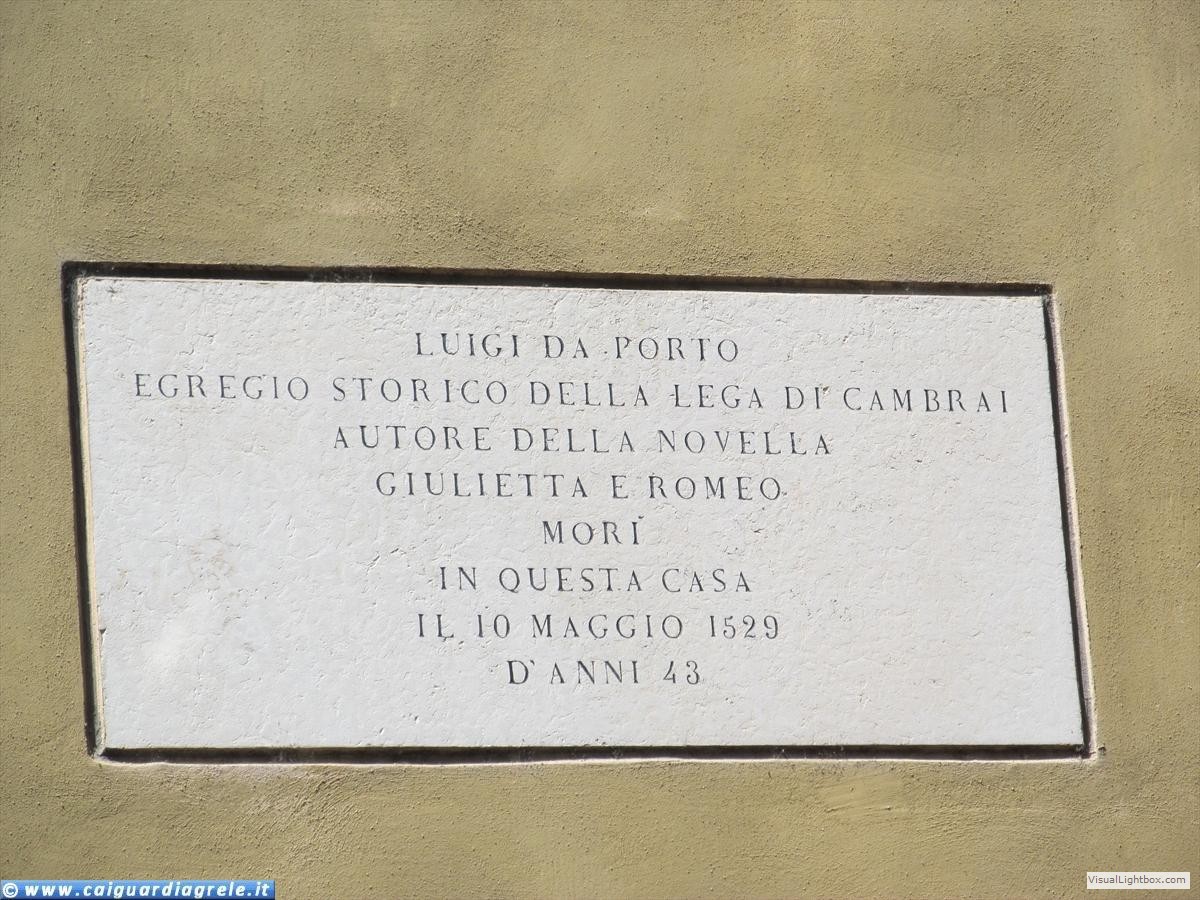 LUIGI DA PORTO
EGREGIO STORICO DELLA LEGA DI CAMBRAI
AUTORE DELLA NOVELLA
GIULIETTA E ROMEO
MORÌ
IN QUESTA CASA
IL 10 MAGGIO 1529
D'ANNI 43
© www.caiguardiagrele.it
VisualLightbox.com